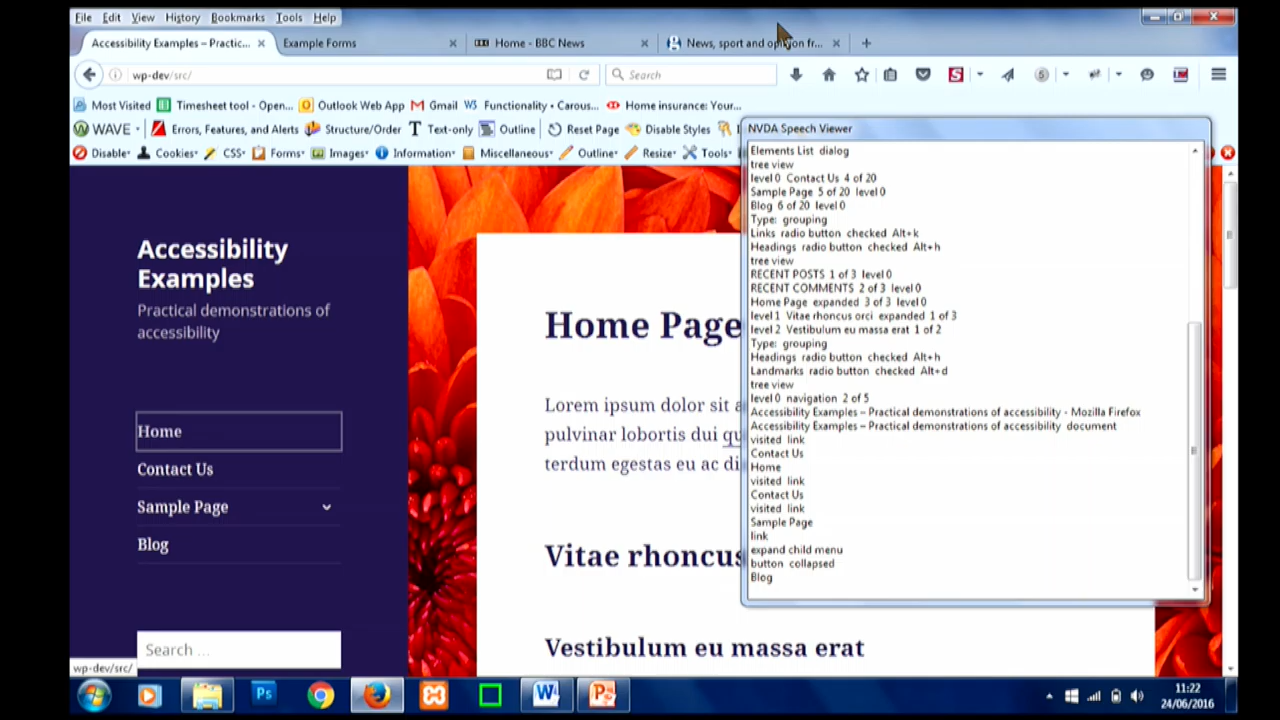 File Edit View History Bookmarks Tools Help
Accessibility Examples – Practic...
Example Forms
Home - BBC News
News, sport and opinion fr...
wp-dev/src/
Search
Most Visited Timesheet tool - Open... Outlook Web App Gmail Functionality - Carous... Home insurance: Your...
WAVE Errors, Features, and Alerts Structure/Order Text-only Outline Reset Page Disable Styles
Disable Cookies CSS Forms Images Information Miscellaneous Outline Resize Tools
Accessibility
Examples
Practical demonstrations of
accessibility
Home
Contact Us
Sample Page
Blog
Search ...
wp-dev/src/
Home Page
Lorem ipsum dolor sit a
pulvinar lobortis dui qu
terdum egestas eu ac di
Vitae rhoncus
Vestibulum eu massa erat
NVDA Speech Viewer
Elements List dialog
tree view
level 0 Contact Us 4 of 20
Sample Page 5 of 20 level 0
Blog 6 of 20 level 0
Type: grouping
Links radio button checked Alt+k
Headings radio button checked Alt+h
tree view
RECENT POSTS 1 of 3 level 0
RECENT COMMENTS 2 of 3 level 0
Home Page expanded 3 of 3 level 0
level 1 Vitae rhoncus orci expanded 1 of 3
level 2 Vestibulum eu massa erat 1 of 2
Type: grouping
Headings radio button checked Alt+h
Landmarks radio button checked Alt+d
tree view
level 0 navigation 2 of 5
Accessibility Examples – Practical demonstrations of accessibility - Mozilla Firefox
Accessibility Examples – Practical demonstrations of accessibility document
visited link
Contact Us
Home
visited link
Contact Us
visited link
Sample Page
link
expand child menu
button collapsed
Blog
11:22
24/06/2016